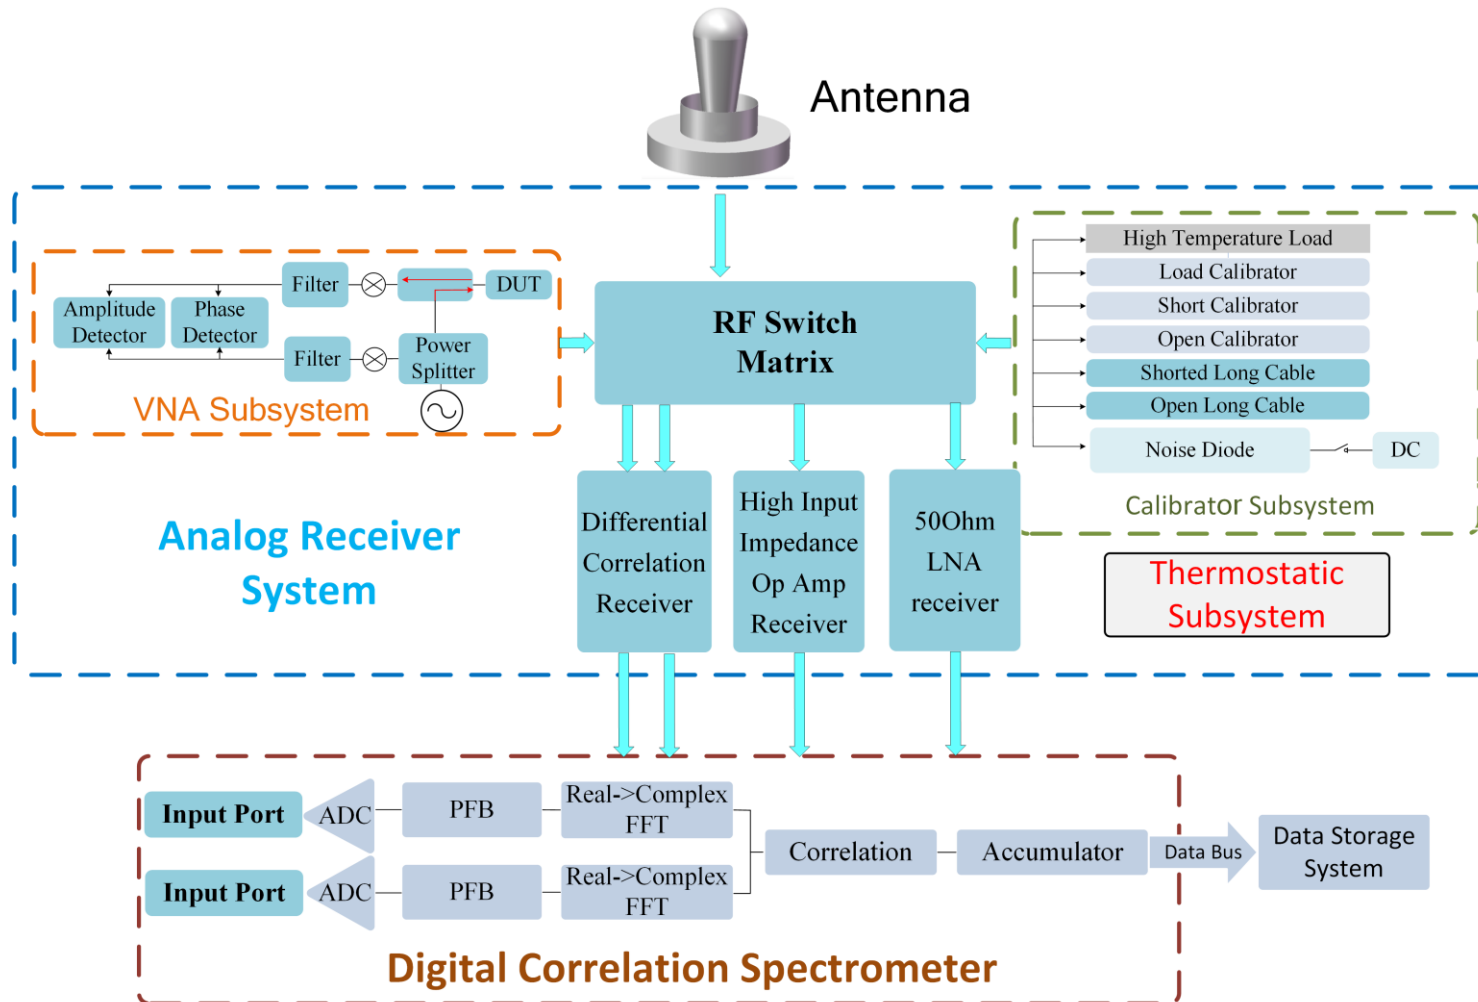 Antenna
Filter
DUT
Amplitude
Detector
Phase
Detector
Filter
Power
Splitter
VNA Subsystem
RF Switch
Matrix
High Temperature Load
Load Calibrator
Short Calibrator
Open Calibrator
Shorted Long Cable
Open Long Cable
Noise Diode
DC
Calibrator Subsystem
Analog Receiver
System
Differential
Correlation
Receiver
High Input
Impedance
Op Amp
Receiver
50Ohm
LNA
receiver
Thermostatic
Subsystem
Input Port
ADC
PFB
Real->Complex
FFT
Input Port
ADC
PFB
Real->Complex
FFT
Correlation
Accumulator
Data Bus
Data Storage
System
Digital Correlation Spectrometer